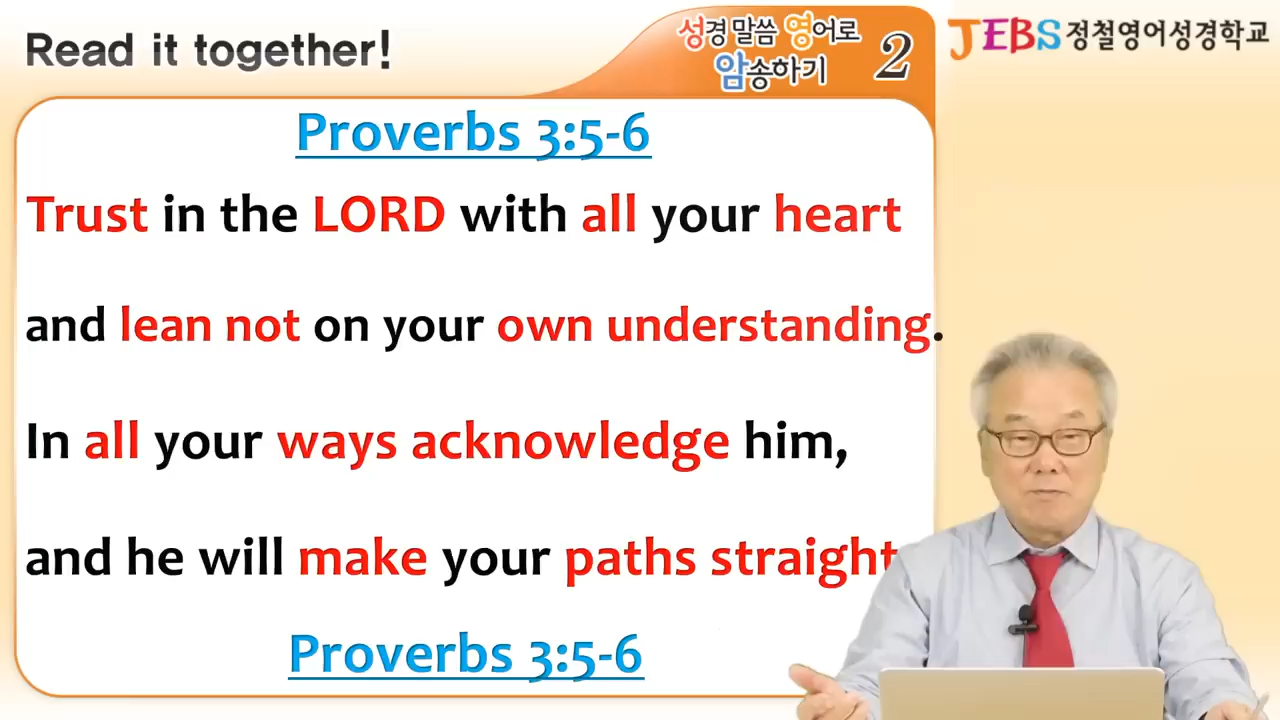 Read it together!
성경 말씀 영어로
암송하기 2
JEBS 정철영어성경학교
Proverbs 3:5-6
Trust in the LORD with all your heart
and lean not on your own understanding.
In all your ways acknowledge him,
and he will make your paths straight
Proverbs 3:5-6